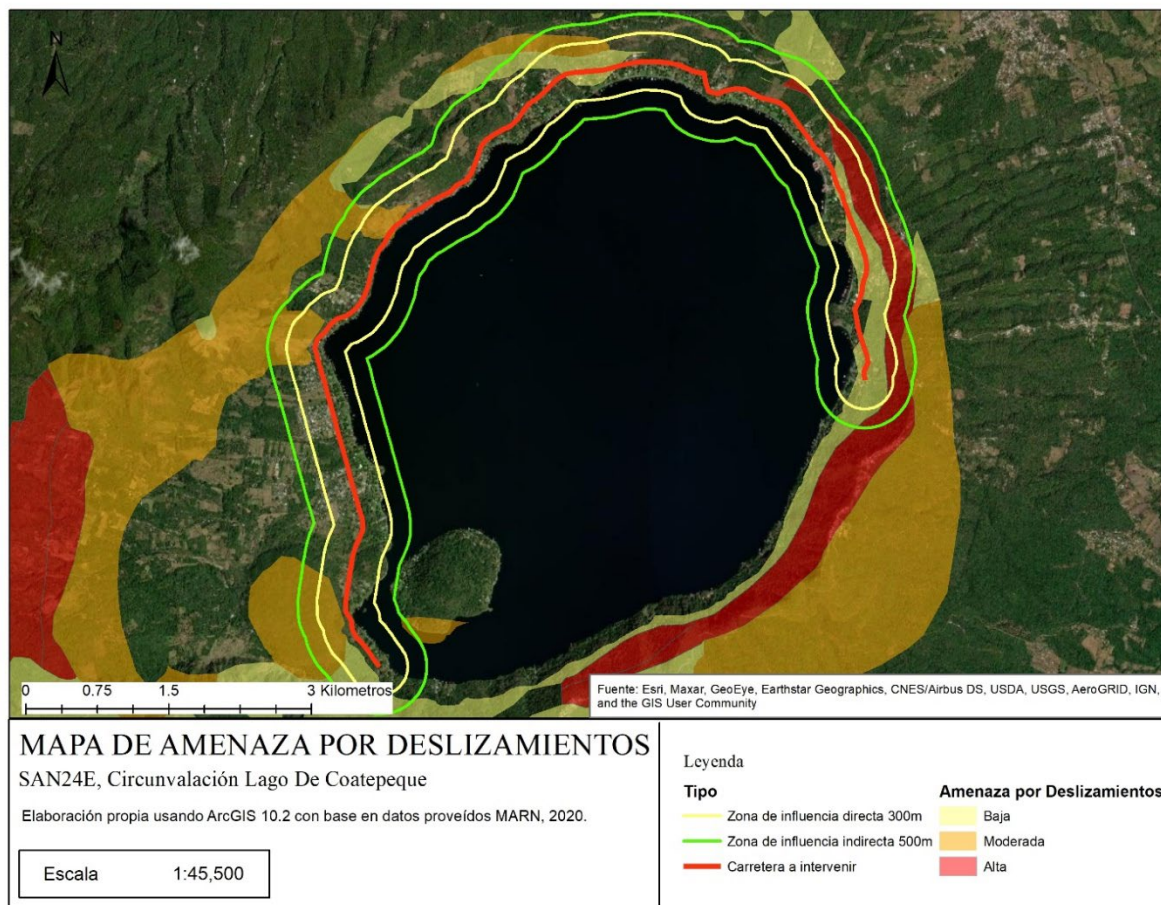 N
0 0.75 1.5 3 Kilometros
Fuente: Esri, Maxar, GeoEye, Earthstar Geographics, CNES/Airbus DS, USDA, USGS, AeroGRID, IGN,
and the GIS User Community
MAPA DE AMENAZA POR DESLIZAMIENTOS
SAN24E, Circunvalación Lago De Coatepeque
Elaboración propia usando ArcGIS 10.2 con base en datos proveídos MARN, 2020.
Escala 1:45,500
Leyenda
Tipo
Zona de influencia directa 300m
Zona de influencia indirecta 500m
Carretera a intervenir
Amenaza por Deslizamientos
Baja
Moderada
Alta